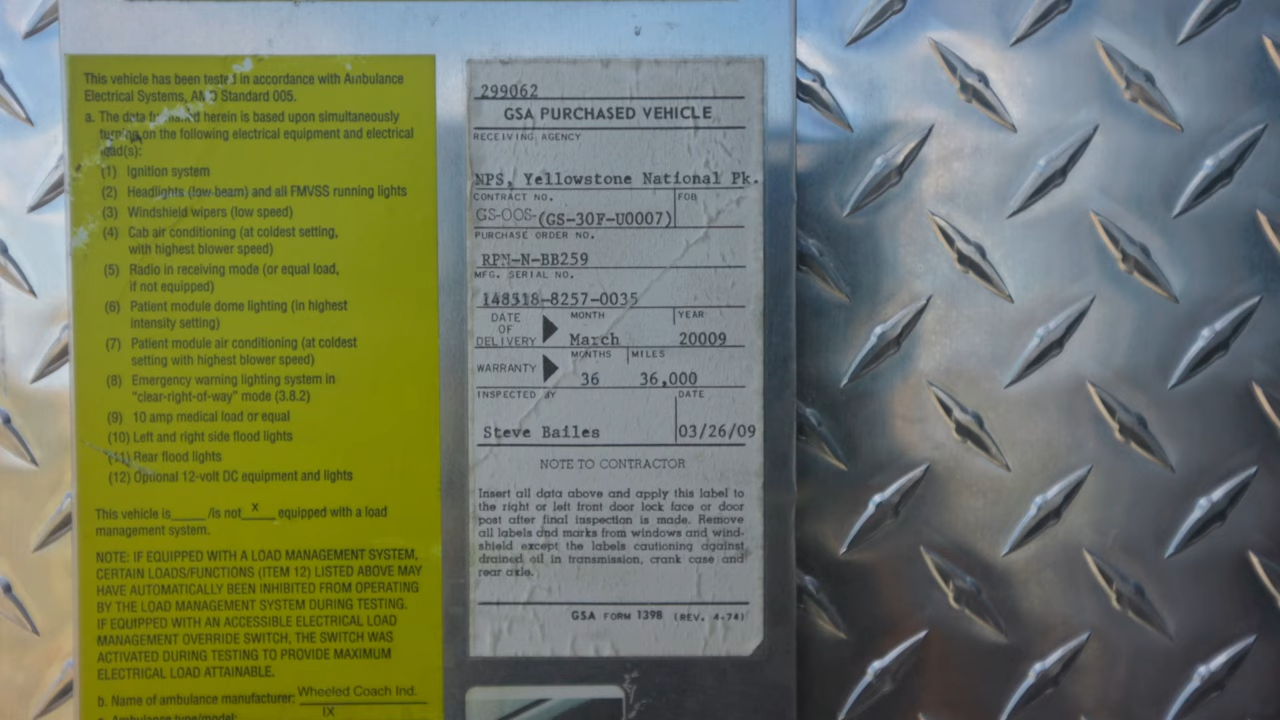 This vehicle has been tested in accordance with Ambulance
Electrical Systems, AMD Standard 005.
a. The data furnished herein is based upon simultaneously
turning on the following electrical equipment and electrical
load(s):
(1) Ignition system
(2) Headlights (low beam) and all FMVSS running lights
(3) Windshield wipers (low speed)
(4) Cab air conditioning (at coldest setting,
with highest blower speed)
(5) Radio in receiving mode (or equal load,
if not equipped)
(6) Patient module dome lighting (in highest
intensity setting)
(7) Patient module air conditioning (at coldest
setting with highest blower speed)
(8) Emergency warning lighting system in
"clear-right-of-way" mode (3.8.2)
(9) 10 amp medical load or equal
(10) Left and right side flood lights
(11) Rear flood lights
(12) Optional 12-volt DC equipment and lights
This vehicle is_____ /is not__x__ equipped with a load
management system.
NOTE: IF EQUIPPED WITH A LOAD MANAGEMENT SYSTEM,
CERTAIN LOADS/FUNCTIONS (ITEM 12) LISTED ABOVE MAY
HAVE AUTOMATICALLY BEEN INHIBITED FROM OPERATING
BY THE LOAD MANAGEMENT SYSTEM DURING TESTING.
IF EQUIPPED WITH AN ACCESSIBLE ELECTRICAL LOAD
MANAGEMENT OVERRIDE SWITCH, THE SWITCH WAS
ACTIVATED DURING TESTING TO PROVIDE MAXIMUM
ELECTRICAL LOAD ATTAINABLE.
b. Name of ambulance manufacturer: Wheeled Coach Ind.
c. Ambulance type/model: IX
299062
GSA PURCHASED VEHICLE
RECEIVING AGENCY
NPS, Yellowstone National Pk.
CONTRACT NO. FOB
GS-OOS-(GS-30F-U0007)
PURCHASE ORDER NO.
RPN-N-BB259
MFG. SERIAL NO.
148518-8257-0035
DATE OF DELIVERY MONTH YEAR
March 20009
WARRANTY MONTHS MILES
36 36,000
INSPECTED BY DATE
Steve Bailes 03/26/09
NOTE TO CONTRACTOR
Insert all data above and apply this label to
the right or left front door lock face or door
post after final inspection is made. Remove
all labels and marks from windows and wind-
shield except the labels cautioning against
drained oil in transmission, crank case and
rear axle.
GSA FORM 1398 (REV. 4-74)